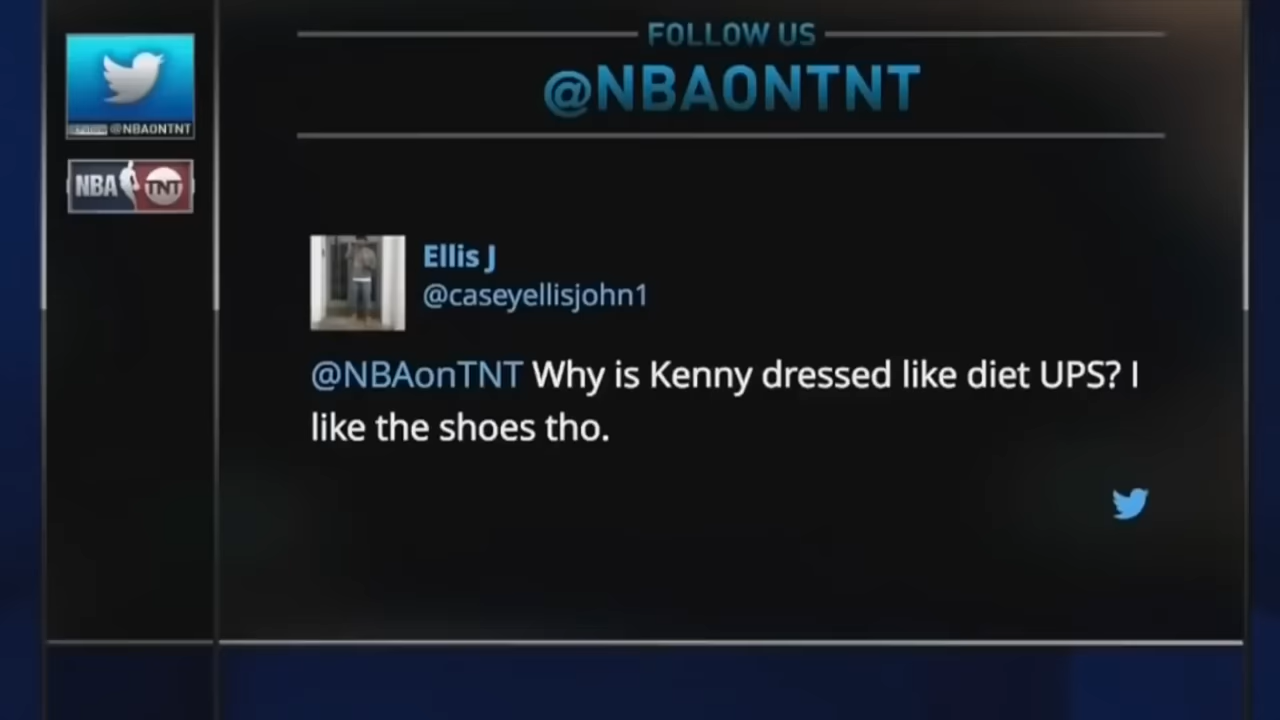 FOLLOW US
@NBAONTNT
@NBAONTNT
NBA TNT
Ellis J
@caseyellisjohn1
@NBAonTNT Why is Kenny dressed like diet UPS? I
like the shoes tho.